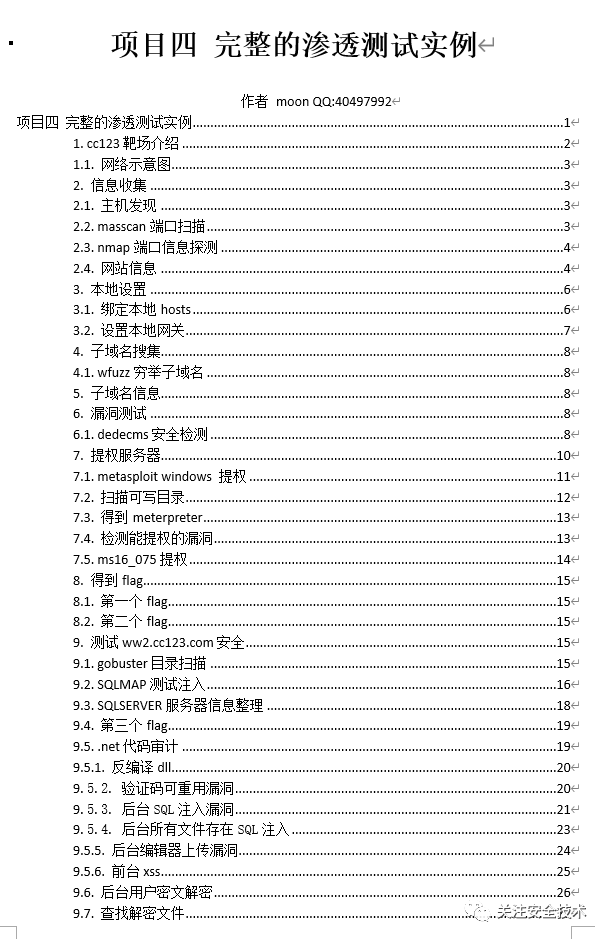 项目四 完整的渗透测试实例
作者 moon QQ:40497992
项目四 完整的渗透测试实例......1
1. cc123 靶场介绍......2
1.1. 网络示意图......3
2. 信息收集......3
2.1. 主机发现......3
2.2. masscan 端口扫描......3
2.3. nmap 端口信息探测......4
2.4. 网站信息......4
3. 本地设置......6
3.1. 绑定本地 hosts......6
3.2. 设置本地网关......7
4. 子域名搜集......8
4.1. wfuzz 穷举子域名......8
5. 子域名信息......8
6. 漏洞测试......8
6.1. dedecms 安全检测......8
7. 提权服务器......10
7.1. metasploit windows 提权......11
7.2. 扫描可写目录......12
7.3. 得到 meterpreter......13
7.4. 检测能提权的漏洞......13
7.5. ms16_075 提权......14
8. 得到 flag......15
8.1. 第一个 flag......15
8.2. 第二个 flag......15
9. 测试 ww2.cc123.com 安全......15
9.1. gobuster 目录扫描......15
9.2. SQLMAP 测试注入......16
9.3. SQLSERVER 服务器信息整理......18
9.4. 第三个 flag......19
9.5. .net 代码审计......19
9.5.1. 反编译 dll......20
9.5.2. 验证码可重用漏洞......20
9.5.3. 后台 SQL 注入漏洞......21
9.5.4. 后台所有文件存在 SQL 注入......23
9.5.5. 后台编辑器上传漏洞......24
9.5.6. 前台 xss......25
9.6. 后台用户密文解密......26
9.7. 查找解密文件......
关注安全技术